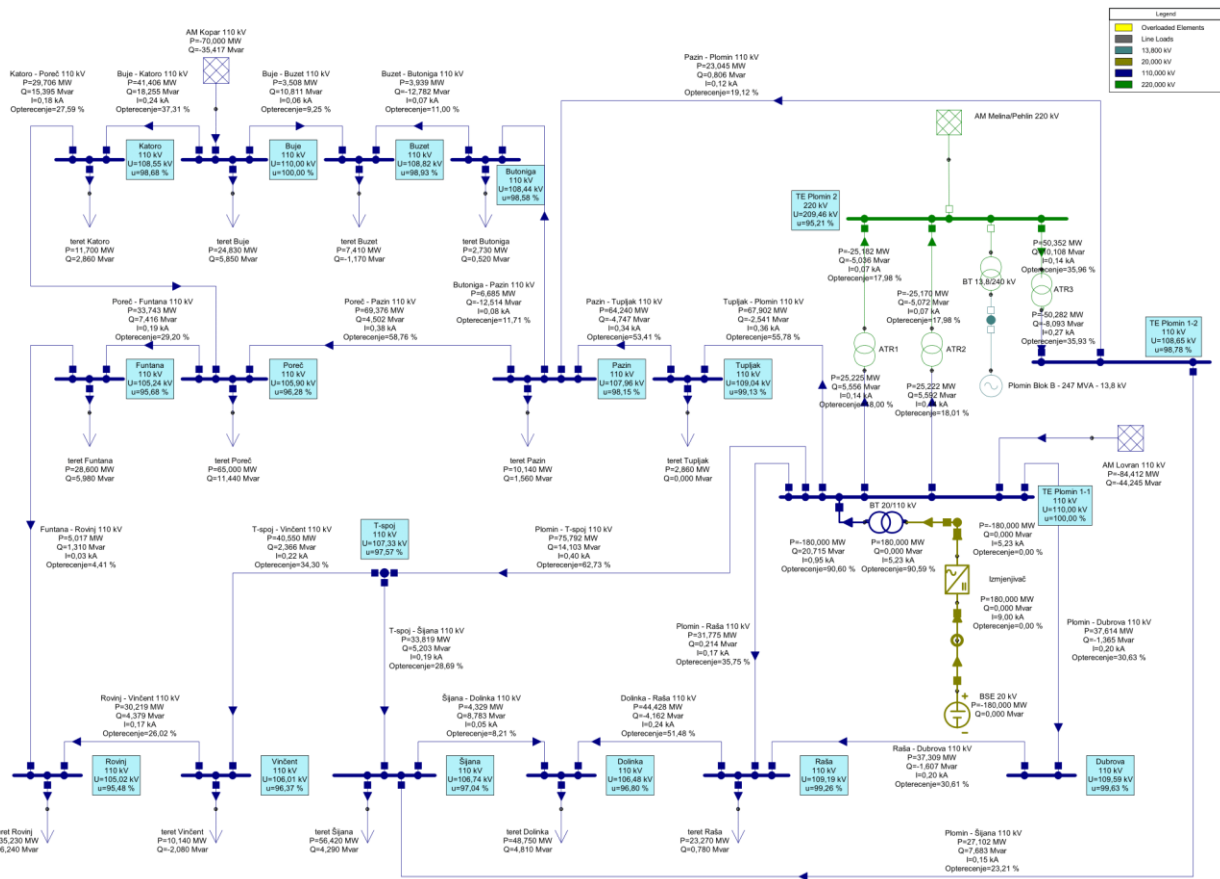 Legend
Overloaded Elements
Line Loads
13,800 kV
20,000 kV
110,000 kV
220,000 kV
AM Kopar 110 kV
P=-70,000 MW
Q=-35,417 Mvar
Katoro - Poreč 110 kV
P=29,706 MW
Q=15,395 Mvar
I=0,18 kA
Opterecenje=27,59 %
Buje - Katoro 110 kV
P=41,406 MW
Q=18,255 Mvar
I=0,24 kA
Opterecenje=37,31 %
Buje - Buzet 110 kV
P=3,508 MW
Q=10,811 Mvar
I=0,06 kA
Opterecenje=9,25 %
Buzet - Butoniga 110 kV
P=3,939 MW
Q=-12,782 Mvar
I=0,07 kA
Opterecenje=11,00 %
Pazin - Plomin 110 kV
P=23,045 MW
Q=0,806 Mvar
I=0,12 kA
Opterecenje=19,12 %
AM Melina/Pehlin 220 kV
Katoro
110 kV
U=108,55 kV
u=98,68 %
Buje
110 kV
U=110,00 kV
u=100,00 %
Buzet
110 kV
U=108,82 kV
u=98,93 %
Butoniga
110 kV
U=108,44 kV
u=98,58 %
TE Plomin 2
220 kV
U=209,46 kV
u=95,21 %
teret Katoro
P=11,700 MW
Q=2,860 Mvar
teret Buje
P=24,830 MW
Q=5,850 Mvar
teret Buzet
P=7,410 MW
Q=-1,170 Mvar
teret Butoniga
P=2,730 MW
Q=0,520 Mvar
P=-25,182 MW
Q=-5,036 Mvar
I=0,07 kA
Opterecenje=17,98 %
P=-25,170 MW
Q=-5,072 Mvar
I=0,07 kA
Opterecenje=17,98 %
BT 13,8/240 kV
P=50,352 MW
Q=10,108 Mvar
I=0,14 kA
Opterecenje=35,96 %
ATR3
P=-50,282 MW
Q=-8,093 Mvar
I=0,27 kA
Opterecenje=35,93 %
TE Plomin 1-2
110 kV
U=108,65 kV
u=98,78 %
Poreč - Funtana 110 kV
P=33,743 MW
Q=7,416 Mvar
I=0,19 kA
Opterecenje=29,20 %
Poreč - Pazin 110 kV
P=69,376 MW
Q=4,502 Mvar
I=0,38 kA
Opterecenje=58,76 %
Butoniga - Pazin 110 kV
P=6,685 MW
Q=-12,514 Mvar
I=0,08 kA
Opterecenje=11,71 %
Pazin - Tupljak 110 kV
P=64,240 MW
Q=-4,747 Mvar
I=0,34 kA
Opterecenje=53,41 %
Tupljak - Plomin 110 kV
P=67,902 MW
Q=-2,541 Mvar
I=0,36 kA
Opterecenje=55,78 %
ATR1
ATR2
Funtana
110 kV
U=105,24 kV
u=95,68 %
Poreč
110 kV
U=105,90 kV
u=96,28 %
Pazin
110 kV
U=107,96 kV
u=98,15 %
Tupljak
110 kV
U=109,04 kV
u=99,13 %
P=25,225 MW
Q=5,556 Mvar
I=0,14 kA
P=25,222 MW
Q=5,592 Mvar
Opterecenje=18,01 %
Plomin Blok B - 247 MVA - 13,8 kV
teret Funtana
P=28,600 MW
Q=5,980 Mvar
teret Poreč
P=65,000 MW
Q=11,440 Mvar
teret Pazin
P=10,140 MW
Q=1,560 Mvar
teret Tupljak
P=2,860 MW
Q=0,000 Mvar
AM Lovran 110 kV
P=-84,412 MW
Q=-44,245 Mvar
TE Plomin 1-1
110 kV
U=110,00 kV
u=100,00 %
BT 20/110 kV
Funtana - Rovinj 110 kV
P=5,017 MW
Q=1,310 Mvar
I=0,03 kA
Opterecenje=4,41 %
T-spoj - Vinčent 110 kV
P=40,550 MW
Q=2,366 Mvar
I=0,22 kA
Opterecenje=34,30 %
T-spoj
110 kV
U=107,33 kV
u=97,57 %
Plomin - T-spoj 110 kV
P=75,792 MW
Q=14,103 Mvar
I=0,40 kA
Opterecenje=62,73 %
P=-180,000 MW
Q=20,715 Mvar
I=0,95 kA
Opterecenje=90,60 %
P=180,000 MW
Q=0,000 Mvar
I=5,23 kA
Opterecenje=90,59 %
P=-180,000 MW
Q=0,000 Mvar
I=5,23 kA
Opterecenje=0,00 %
Izmjenjivač
P=180,000 MW
Q=0,000 Mvar
I=9,00 kA
Opterecenje=0,00 %
T-spoj - Šijana 110 kV
P=33,819 MW
Q=5,203 Mvar
I=0,19 kA
Opterecenje=28,69 %
Plomin - Raša 110 kV
P=31,775 MW
Q=0,214 Mvar
I=0,17 kA
Opterecenje=35,75 %
Plomin - Dubrova 110 kV
P=37,614 MW
Q=-1,365 Mvar
I=0,20 kA
Opterecenje=30,63 %
Rovinj - Vinčent 110 kV
P=30,219 MW
Q=4,379 Mvar
I=0,17 kA
Opterecenje=26,02 %
Šijana - Dolinka 110 kV
P=4,329 MW
Q=8,783 Mvar
I=0,05 kA
Opterecenje=8,21 %
Dolinka - Raša 110 kV
P=44,428 MW
Q=-4,162 Mvar
I=0,24 kA
Opterecenje=51,48 %
BSE 20 kV
P=-180,000 MW
Q=0,000 Mvar
Raša - Dubrova 110 kV
P=37,309 MW
Q=-1,607 Mvar
I=0,20 kA
Opterecenje=30,61 %
Rovinj
110 kV
U=105,02 kV
u=95,48 %
Vinčent
110 kV
U=106,01 kV
u=96,37 %
Šijana
110 kV
U=106,74 kV
u=97,04 %
Dolinka
110 kV
U=106,48 kV
u=96,80 %
Raša
110 kV
U=109,19 kV
u=99,26 %
Dubrova
110 kV
U=109,59 kV
u=99,63 %
Rovinj
35,230 MW
6,240 Mvar
teret Vinčent
P=10,140 MW
Q=-2,080 Mvar
teret Šijana
P=56,420 MW
Q=4,290 Mvar
teret Dolinka
P=48,750 MW
Q=4,810 Mvar
teret Raša
P=23,270 MW
Q=0,780 Mvar
Plomin - Šijana 110 kV
P=27,102 MW
Q=7,683 Mvar
I=0,15 kA
Opterecenje=23,21 %